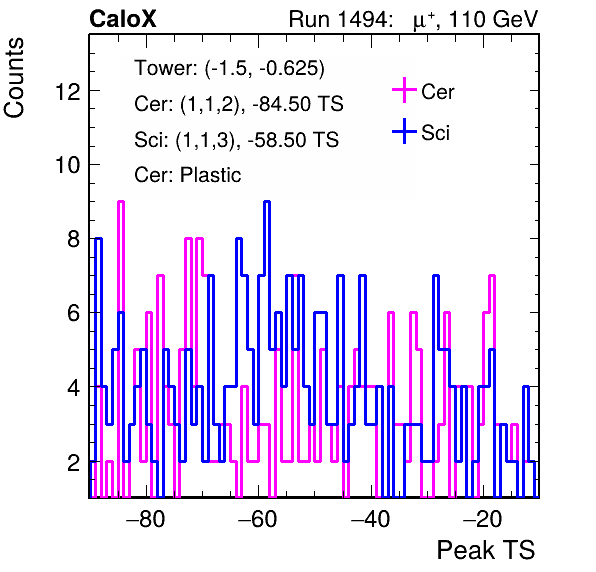 CaloX Run 1494: μ⁺, 110 GeV
Counts
Tower: (-1.5, -0.625)
Cer: (1,1,2), -84.50 TS
Sci: (1,1,3), -58.50 TS
Cer: Plastic
Cer
Sci
12
10
8
6
4
2
−80 −60 −40 −20
Peak TS